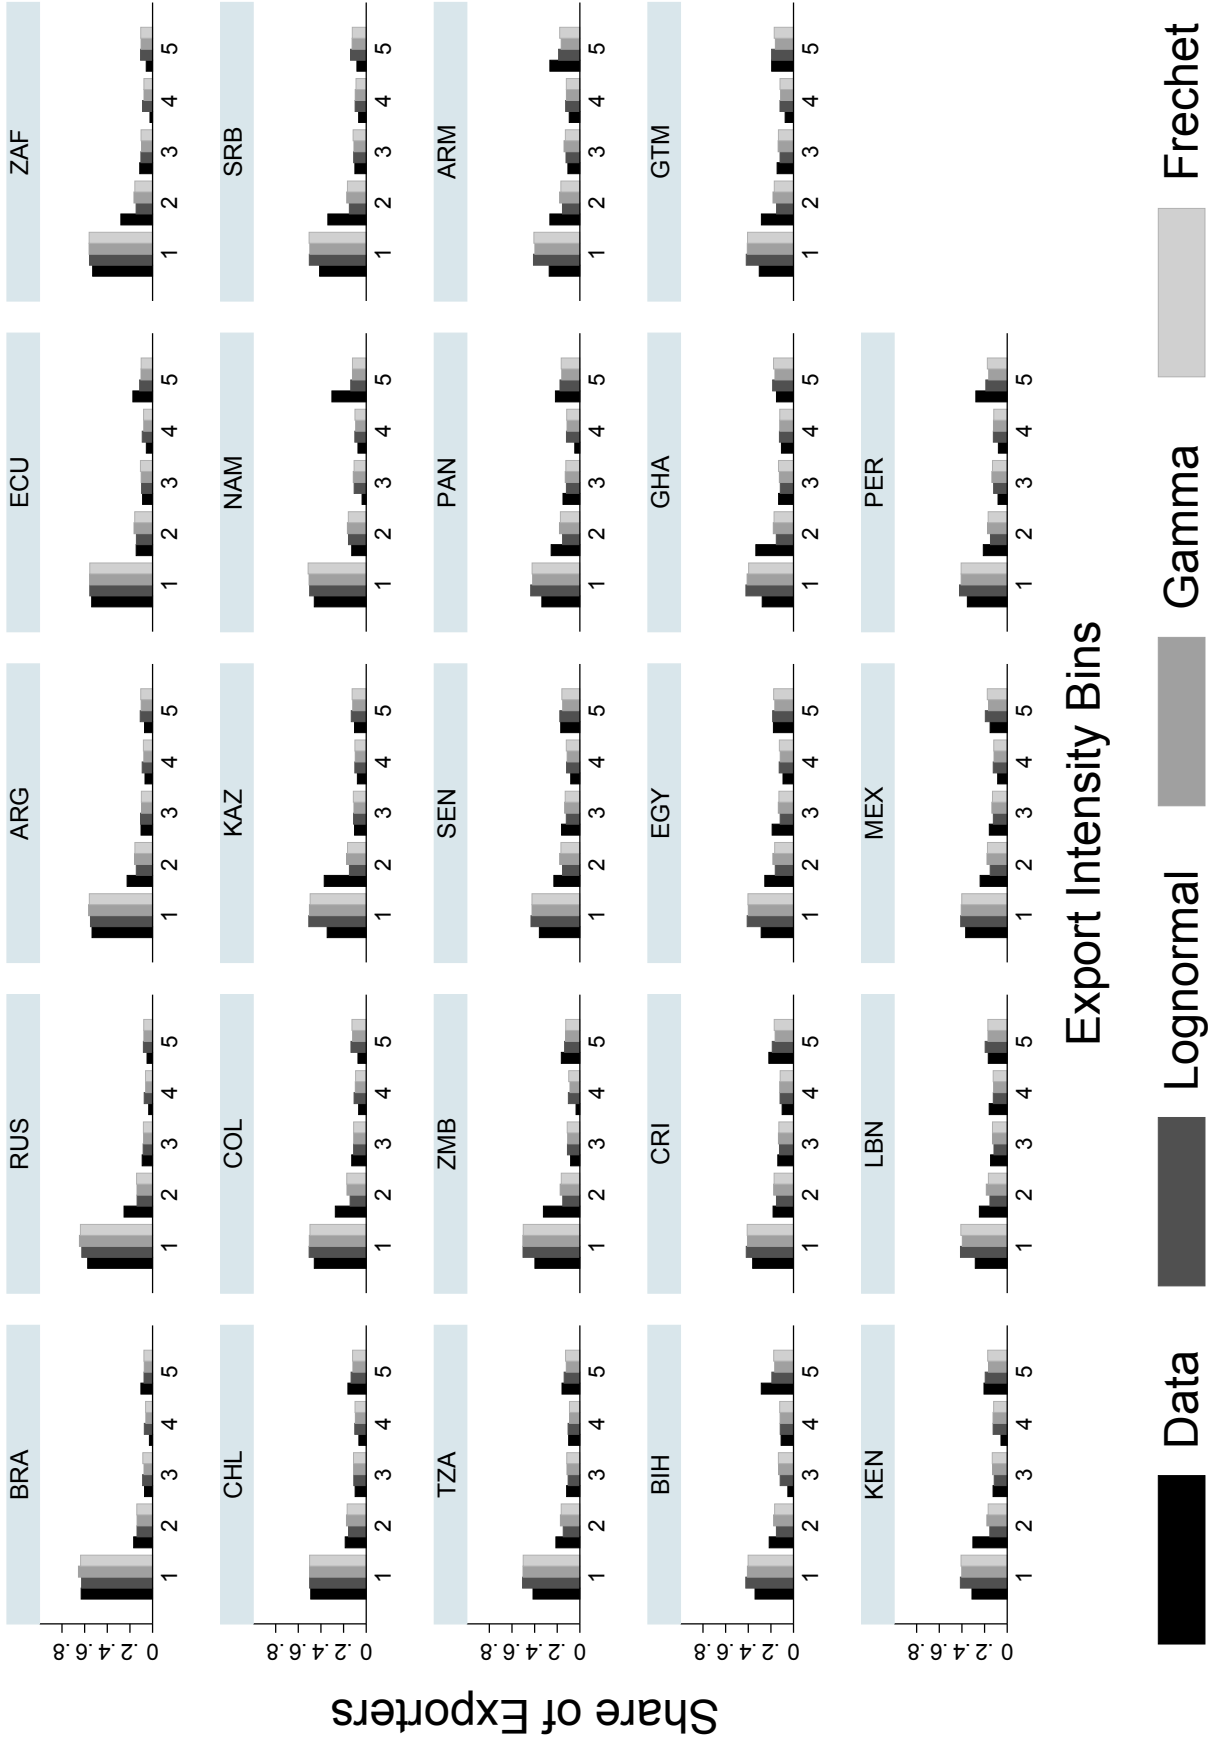 Share of Exporters
BRA RUS ARG ECU ZAF
0 .2 .4 .6 .8
1 2 3 4 5 1 2 3 4 5 1 2 3 4 5 1 2 3 4 5 1 2 3 4 5
CHL COL KAZ NAM SRB
0 .2 .4 .6 .8
1 2 3 4 5 1 2 3 4 5 1 2 3 4 5 1 2 3 4 5 1 2 3 4 5
TZA ZMB SEN PAN ARM
0 .2 .4 .6 .8
1 2 3 4 5 1 2 3 4 5 1 2 3 4 5 1 2 3 4 5 1 2 3 4 5
BIH CRI EGY GHA GTM
0 .2 .4 .6 .8
1 2 3 4 5 1 2 3 4 5 1 2 3 4 5 1 2 3 4 5 1 2 3 4 5
KEN LBN MEX PER
0 .2 .4 .6 .8
1 2 3 4 5 1 2 3 4 5 1 2 3 4 5 1 2 3 4 5
Export Intensity Bins
Data Lognormal Gamma Frechet